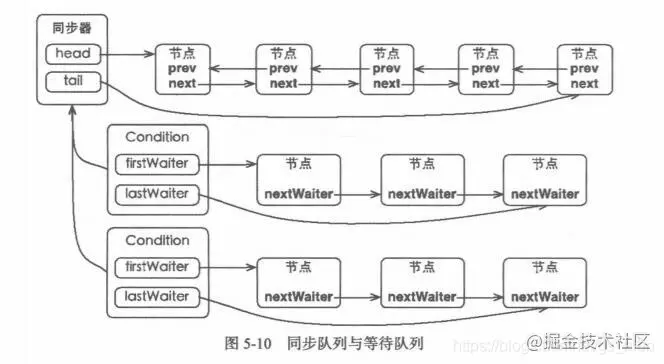 同步器
head
tail
节点 节点 节点 节点 节点
prev prev prev prev prev
next next next next next
Condition
firstWaiter
lastWaiter
节点 节点 节点
nextWaiter nextWaiter nextWaiter
Condition
firstWaiter
lastWaiter
节点 节点 节点
nextWaiter nextWaiter nextWaiter
图 5-10 同步队列与等待队列
@掘金技术社区